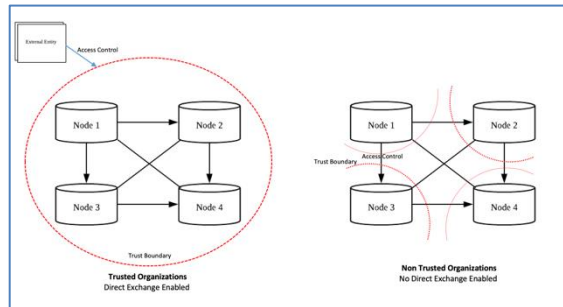 External Entity
Access Control
Node 1
Node 2
Node 3
Node 4
Trust Boundary
Trusted Organizations
Direct Exchange Enabled
Node 1
Node 2
Access Control
Trust Boundary
Node 3
Node 4
Non Trusted Organizations
No Direct Exchange Enabled